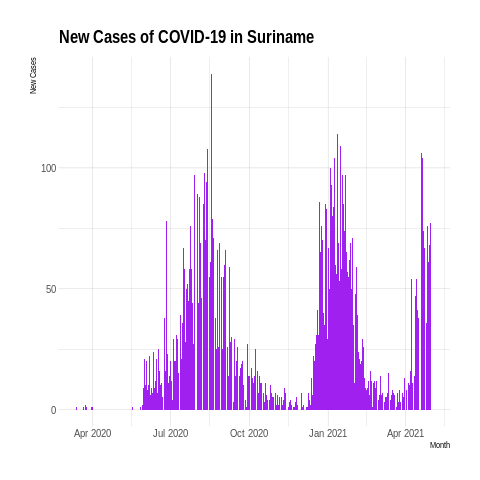 New Cases of COVID-19 in Suriname
New Cases
100
50
0
Apr 2020 Jul 2020 Oct 2020 Jan 2021 Apr 2021
Month